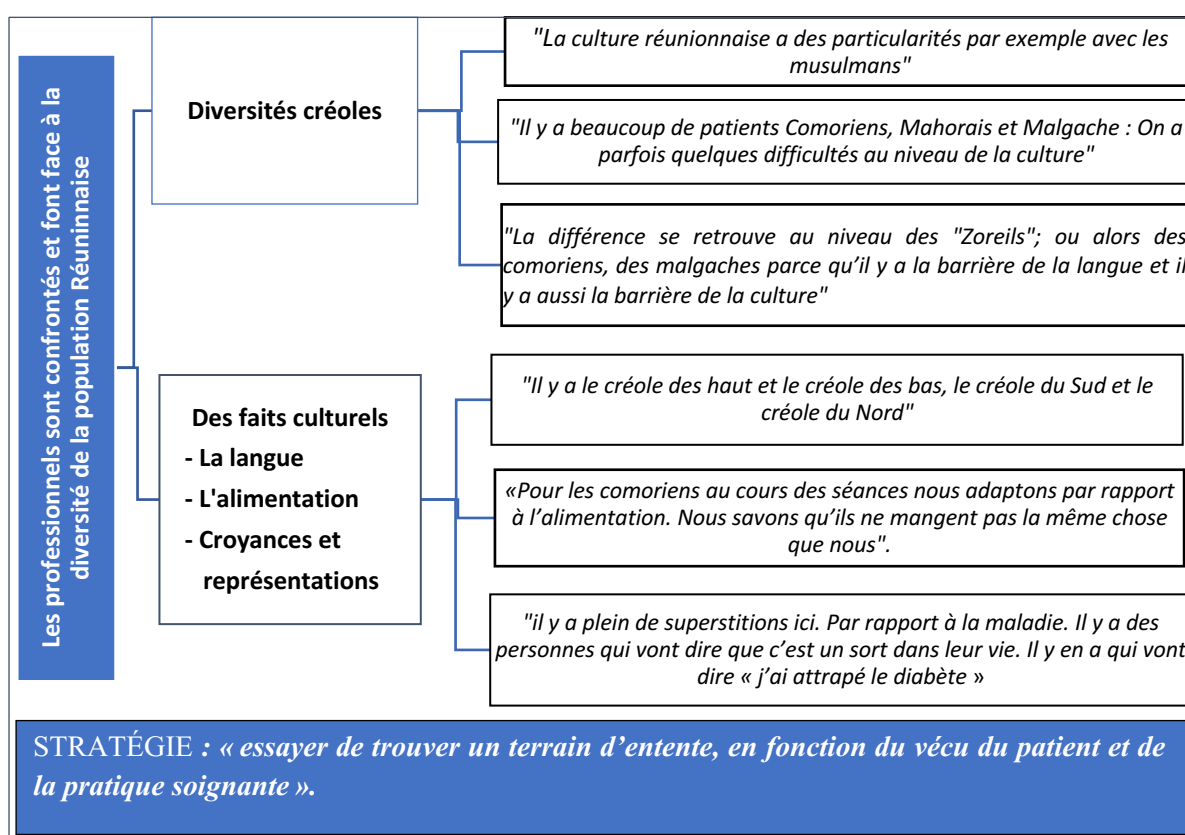 Les professionnels sont confrontés et font face à la
diversité de la population Réuninnaise
Diversités créoles
"La culture réunionnaise a des particularités par exemple avec les
musulmans"
"Il y a beaucoup de patients Comoriens, Mahorais et Malgache : On a
parfois quelques difficultés au niveau de la culture"
"La différence se retrouve au niveau des "Zoreils"; ou alors des
comoriens, des malgaches parce qu'il y a la barrière de la langue et il
y a aussi la barrière de la culture"
Des faits culturels
- La langue
- L'alimentation
- Croyances et
représentations
"Il y a le créole des haut et le créole des bas, le créole du Sud et le
créole du Nord"
«Pour les comoriens au cours des séances nous adaptons par rapport
à l'alimentation. Nous savons qu'ils ne mangent pas la même chose
que nous".
"il y a plein de superstitions ici. Par rapport à la maladie. Il y a des
personnes qui vont dire que c'est un sort dans leur vie. Il y en a qui vont
dire « j'ai attrapé le diabète »
STRATÉGIE : « essayer de trouver un terrain d'entente, en fonction du vécu du patient et de
la pratique soignante ».